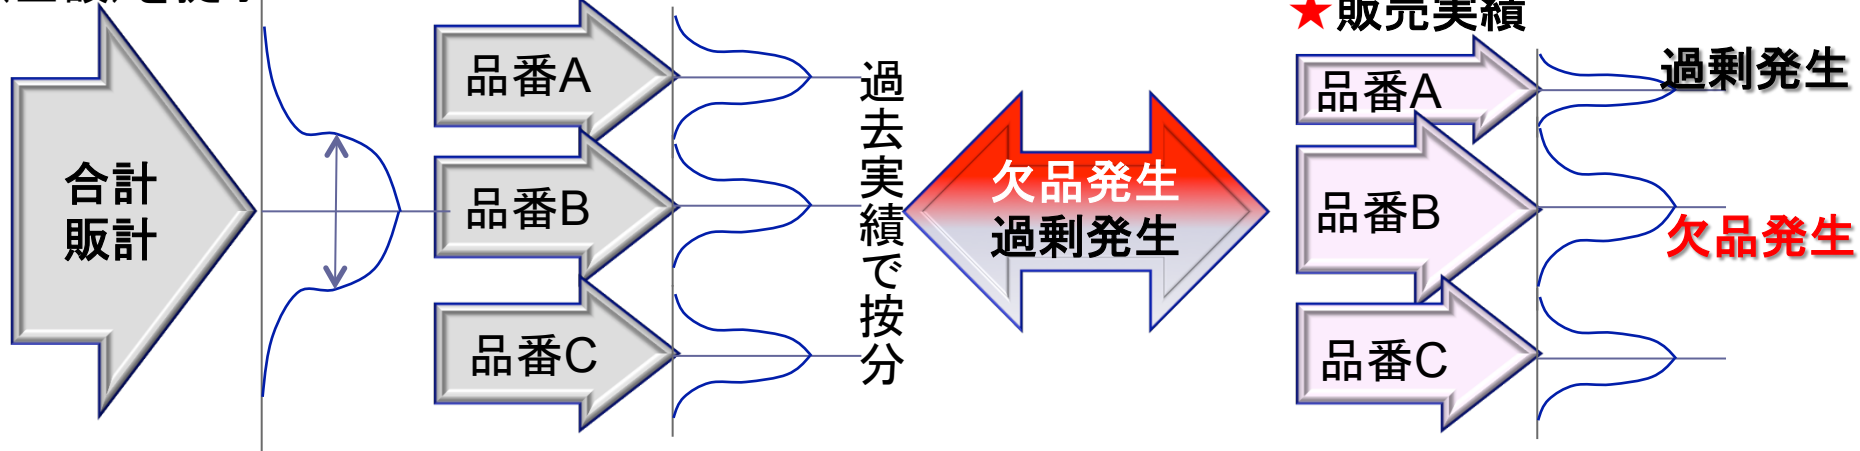 ★販売実績
合計
販計
品番A
品番B
品番C
過去実績で按分
欠品発生
過剰発生
品番A
品番B
品番C
過剰発生
欠品発生